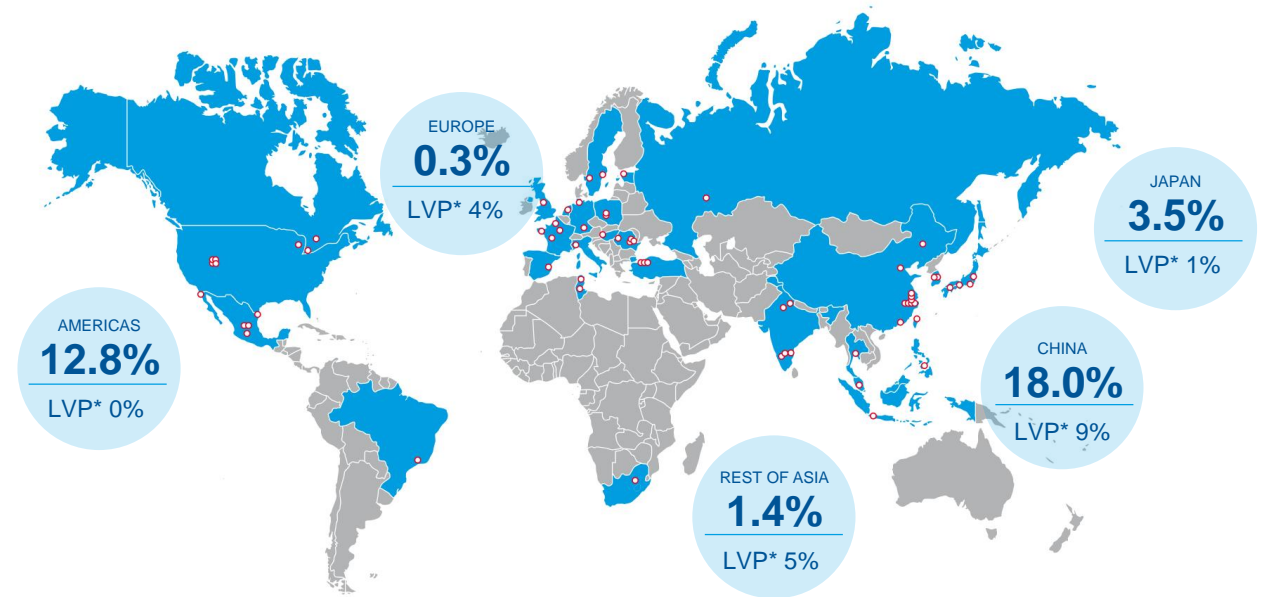 EUROPE
0.3%
LVP* 4%
JAPAN
3.5%
LVP* 1%
AMERICAS
12.8%
LVP* 0%
CHINA
18.0%
LVP* 9%
REST OF ASIA
1.4%
LVP* 5%